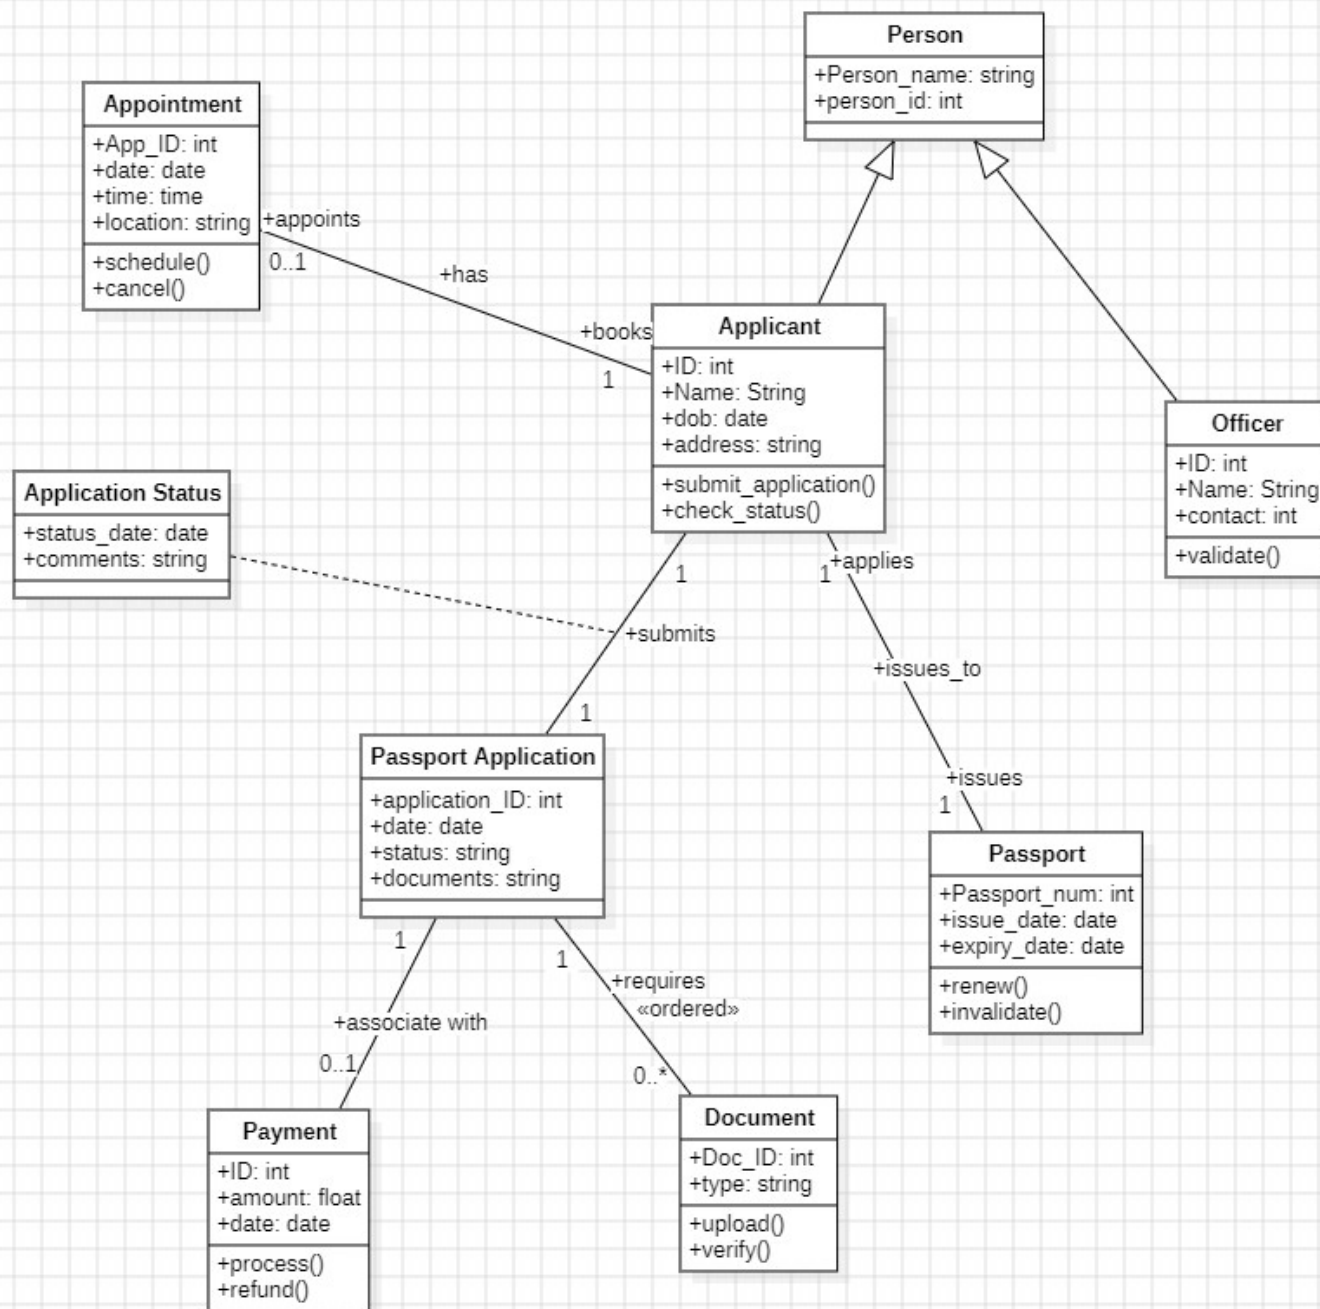 Person
+Person_name: string
+person_id: int
Appointment
+App_ID: int
+date: date
+time: time
+location: string
+schedule()
+cancel()
+appoints
0..1
+has
+books
1
Applicant
+ID: int
+Name: String
+dob: date
+address: string
+submit_application()
+check_status()
Officer
+ID: int
+Name: String
+contact: int
+validate()
Application Status
+status_date: date
+comments: string
1
+submits
1
1
+applies
+issues_to
+issues
1
Passport Application
+application_ID: int
+date: date
+status: string
+documents: string
Passport
+Passport_num: int
+issue_date: date
+expiry_date: date
+renew()
+invalidate()
1
+associate with
0..1
1
+requires
«ordered»
0..*
Payment
+ID: int
+amount: float
+date: date
+process()
+refund()
Document
+Doc_ID: int
+type: string
+upload()
+verify()